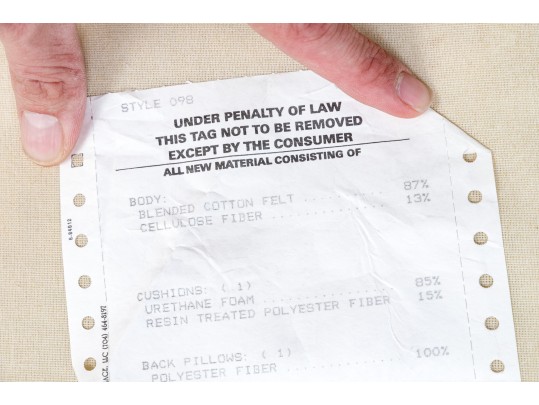 STYLE 098
UNDER PENALTY OF LAW
THIS TAG NOT TO BE REMOVED
EXCEPT BY THE CONSUMER
ALL NEW MATERIAL CONSISTING OF
BODY:
BLENDED COTTON FELT .......... 87%
CELLULOSE FIBER .............. 13%
CUSHIONS: ( 1)
URETHANE FOAM ................ 85%
RESIN TREATED POLYESTER FIBER 15%
BACK PILLOWS: ( 1)
POLYESTER FIBER .............. 100%